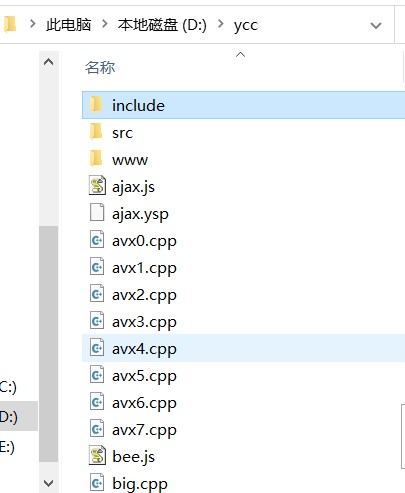 此电脑 > 本地磁盘 (D:) > ycc
名称
include
src
www
ajax.js
ajax.ysp
avx0.cpp
avx1.cpp
avx2.cpp
avx3.cpp
avx4.cpp
avx5.cpp
avx6.cpp
avx7.cpp
bee.js
big.cpp
C:)
D:)
E:)